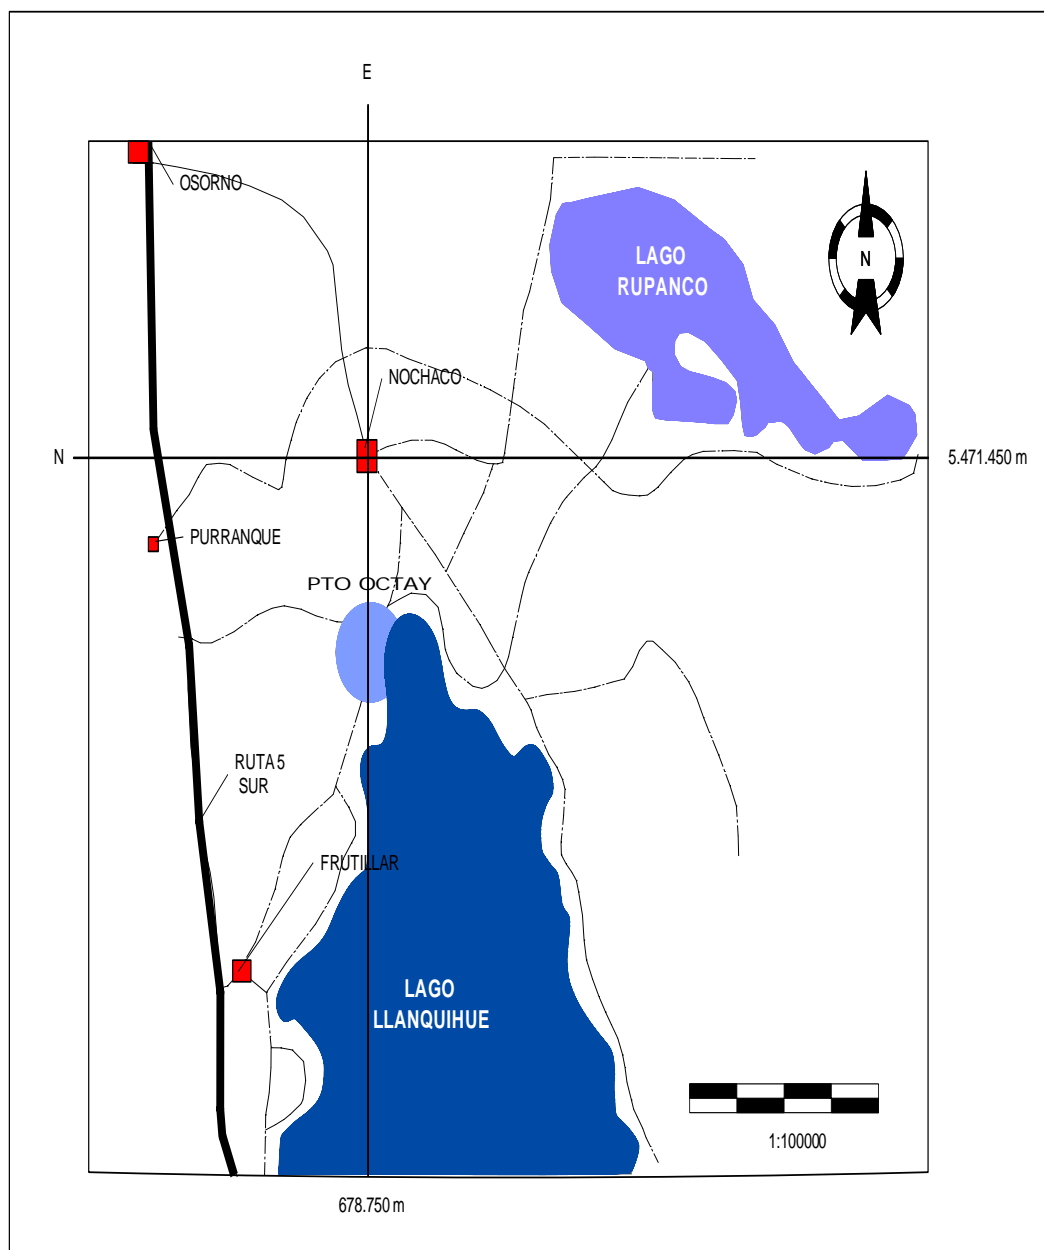 E
OSORNO
LAGO
RUPANCO
N
NOCHACO
N
5.471.450 m
PURRANQUE
PTO OCTAY
RUTA 5
SUR
FRUTILLAR
LAGO
LLANQUIHUE
1:100000
678.750 m